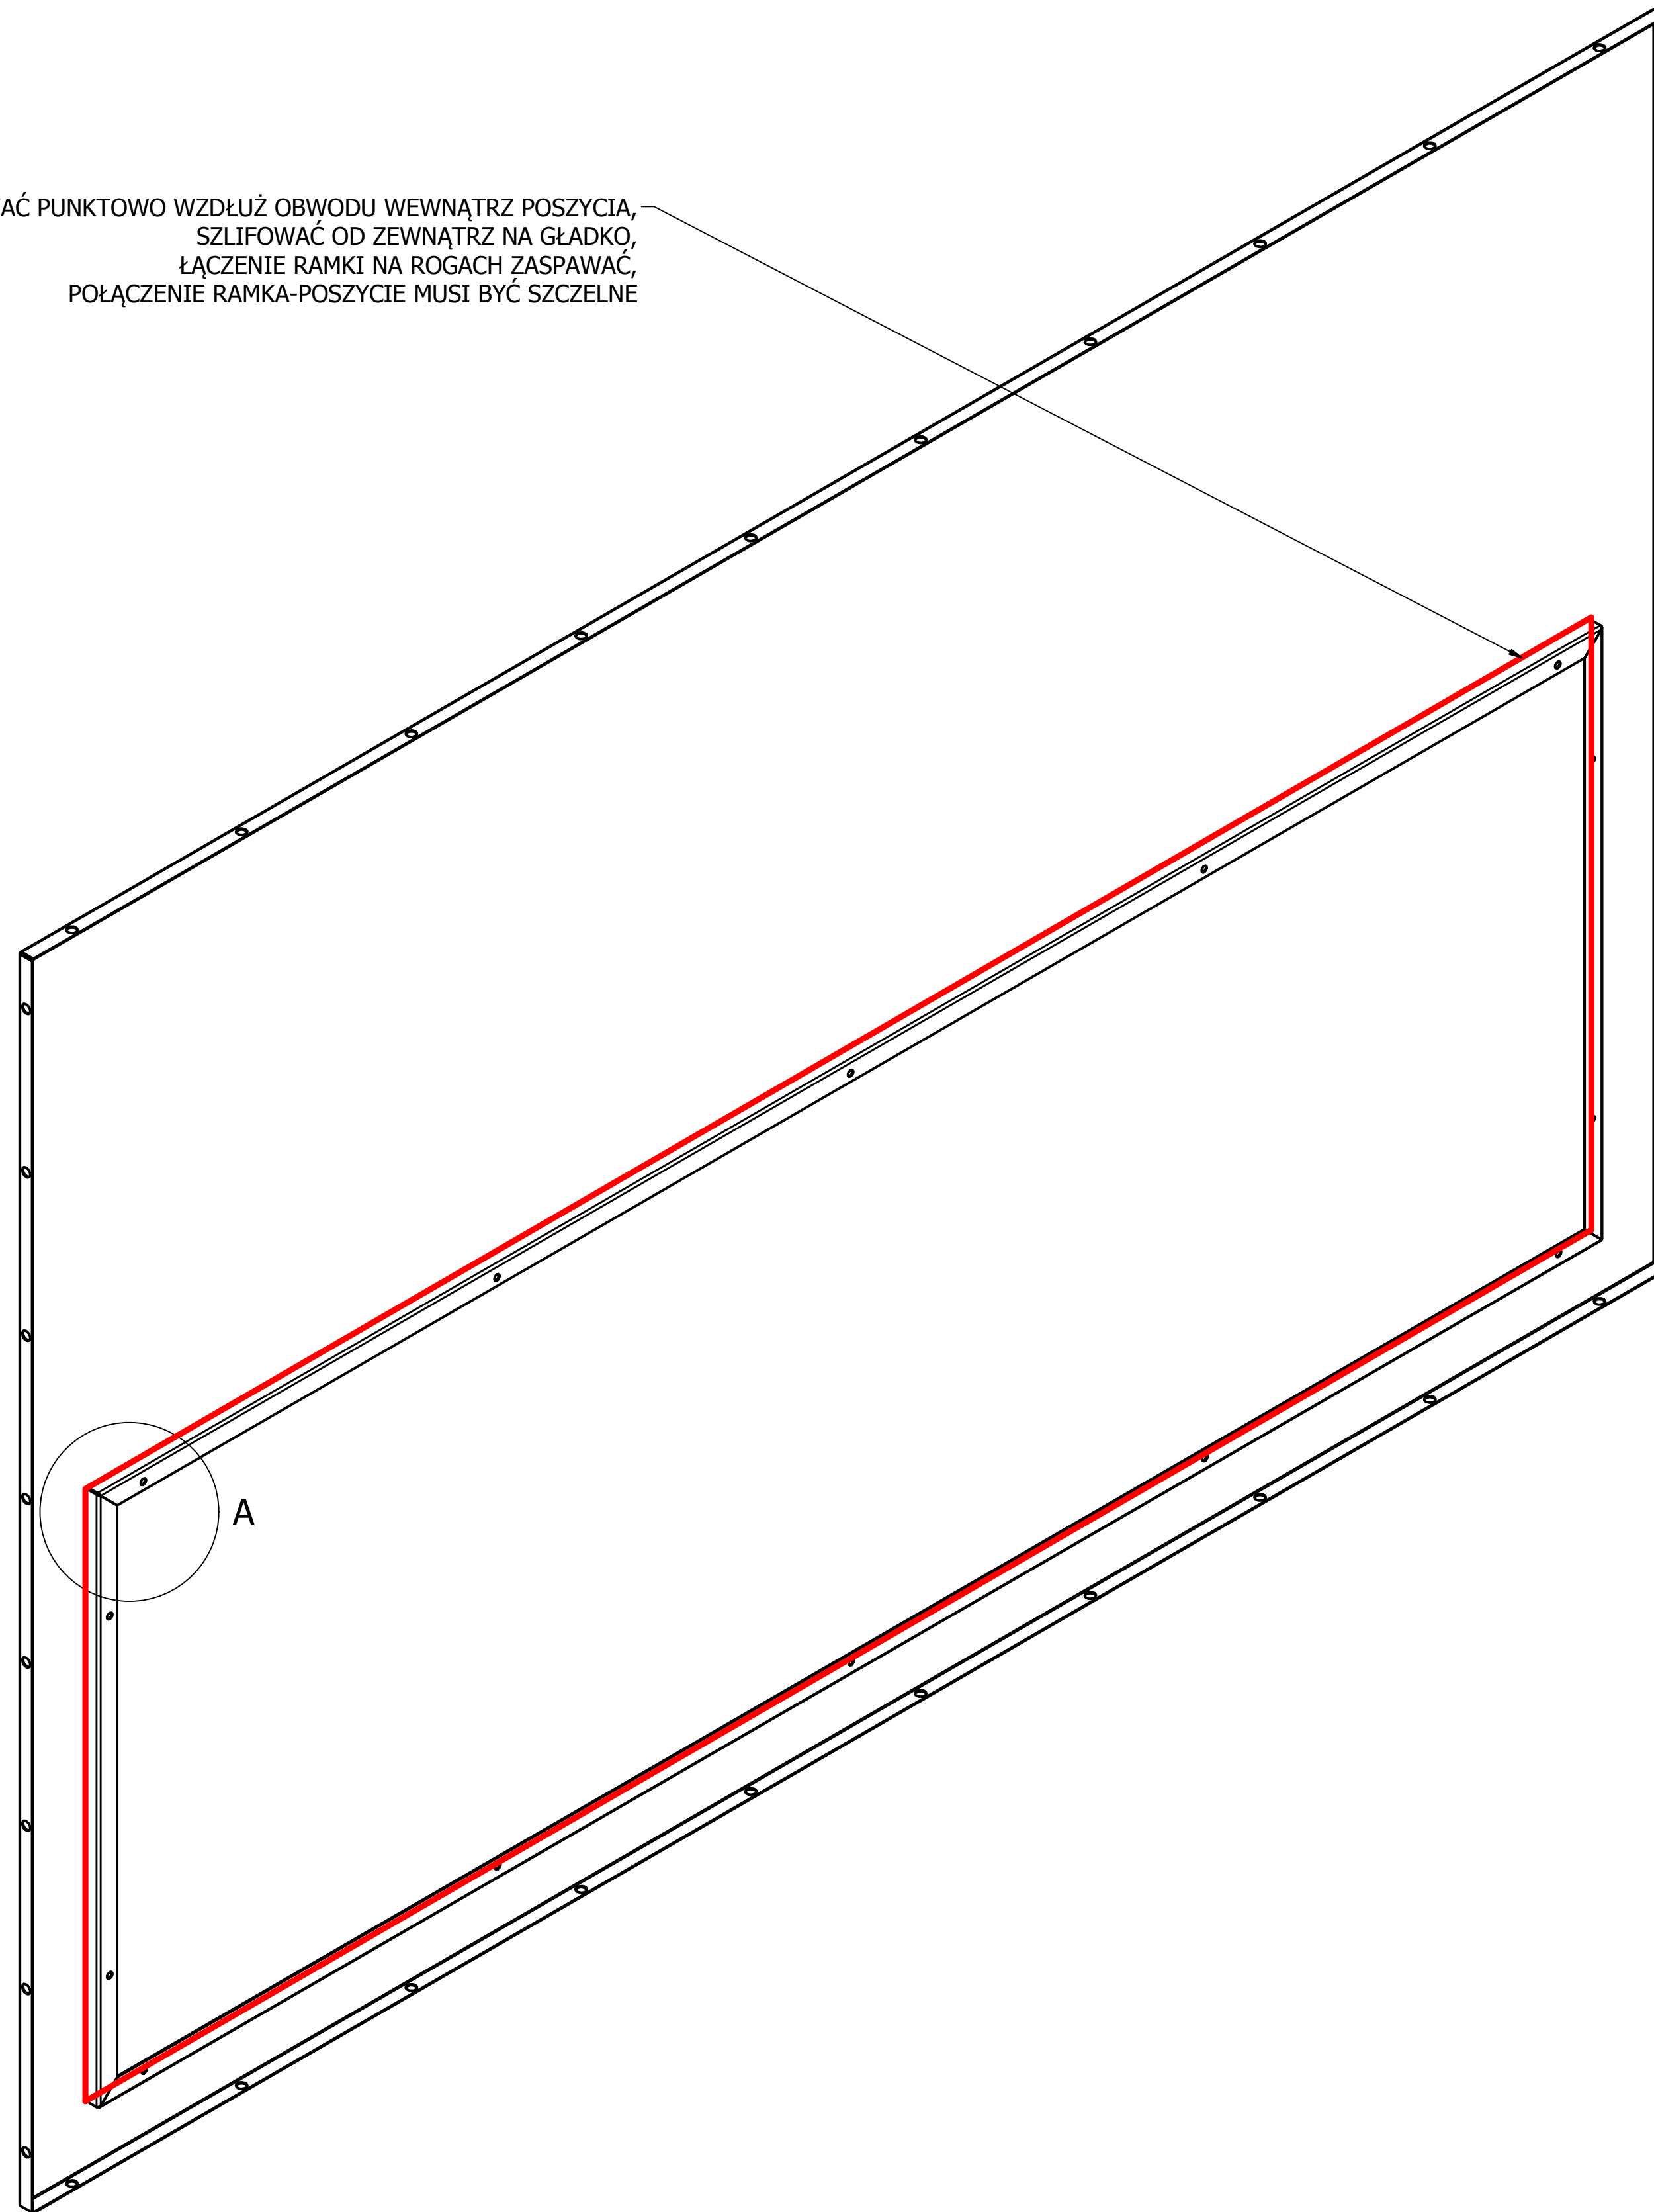 PUNKTOWO WZDŁUŻ OBWODU WEWNĄTRZ POSZYCIA,
SZLIFOWAĆ OD ZEWNĄTRZ NA GŁADKO,
ŁĄCZENIE RAMKI NA ROGACH ZASPAWAĆ,
POŁĄCZENIE RAMKA-POSZYCIE MUSI BYĆ SZCZELNE
A